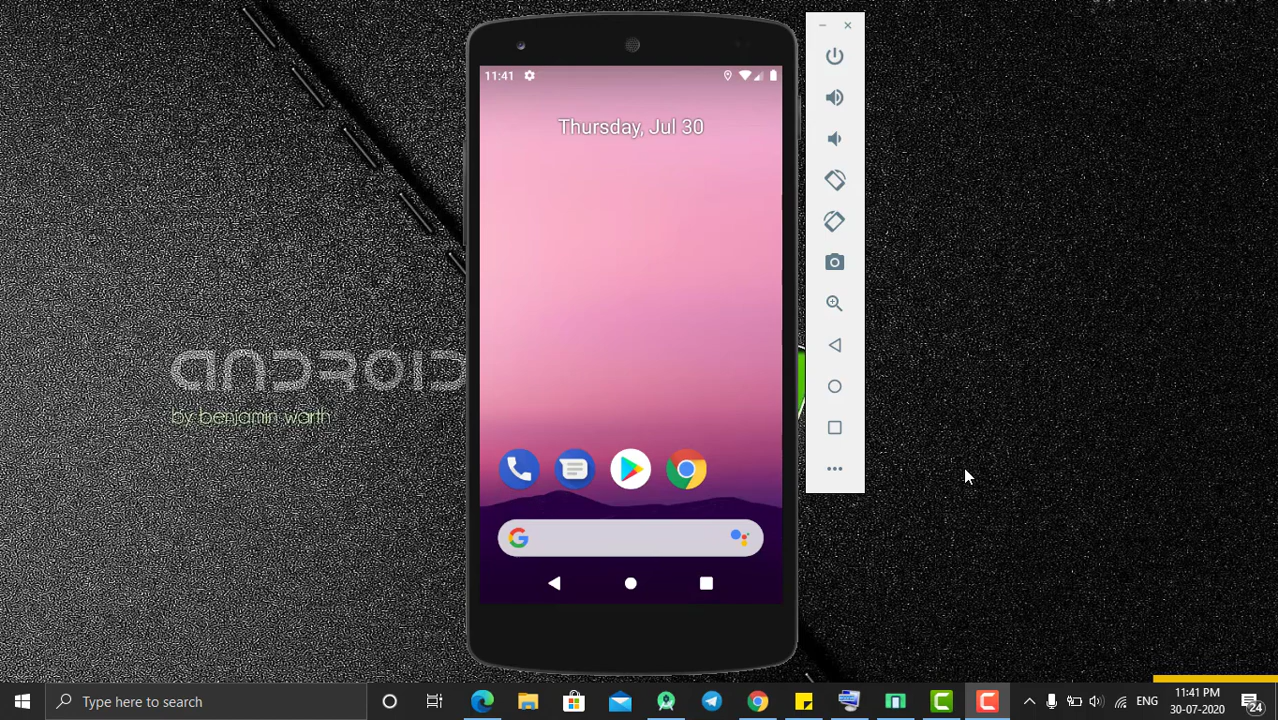 11:41
Thursday, Jul 30
ANDROID
by benjamin warth
Type here to search
ENG
11:41 PM
30-07-2020
24